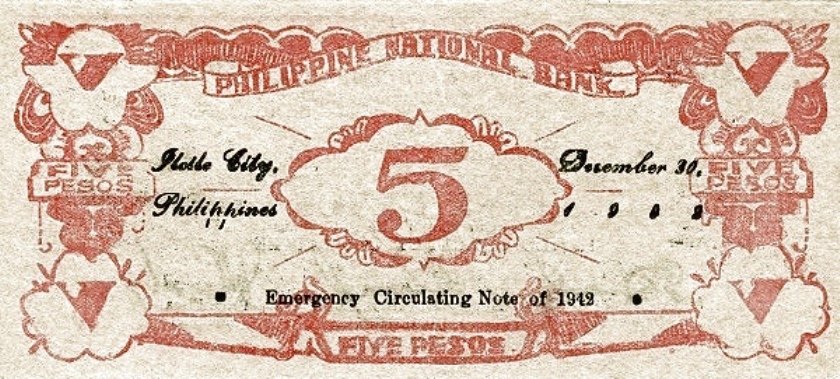 V V
PHILIPPINE NATIONAL BANK
5
FIVE PESOS
Iloilo City,
Philippines
December 30,
FIVE PESOS
V V
Emergency Circulating Note of 1942
FIVE PESOS